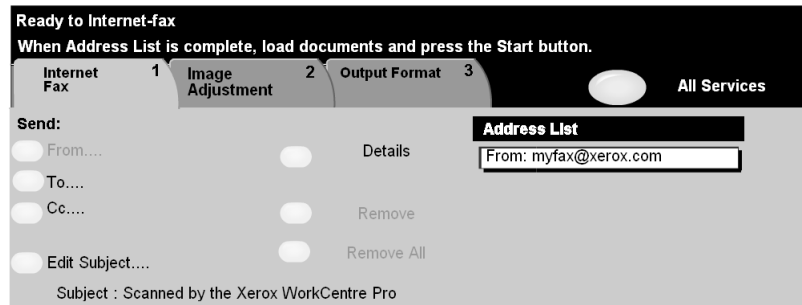 Ready to Internet-fax
When Address List is complete, load documents and press the Start button.
Internet Fax 1
Image Adjustment 2
Output Format 3
All Services
Send:
From....
To....
Cc....
Edit Subject....
Subject : Scanned by the Xerox WorkCentre Pro
Details
Remove
Remove All
Address List
From: myfax@xerox.com